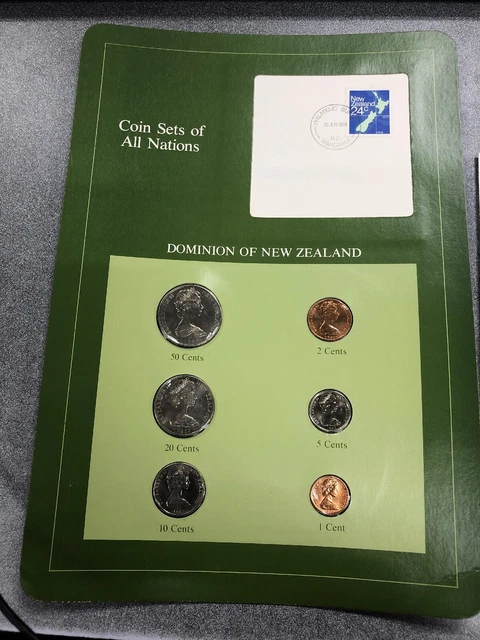 Coin Sets of
All Nations
New
Zealand
24c
PHILATELIC
N.Z.
DOMINION OF NEW ZEALAND
50 Cents
2 Cents
20 Cents
5 Cents
10 Cents
1 Cent